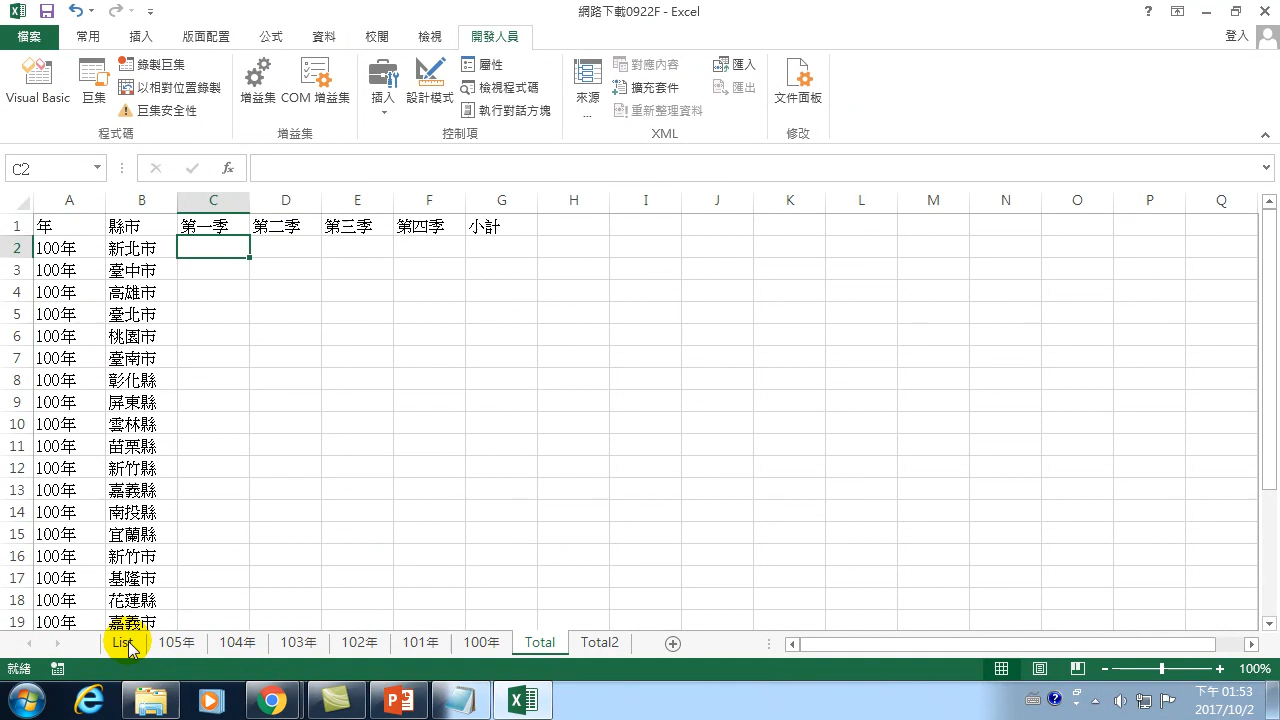 網路下載0922F - Excel
檔案 常用 插入 版面配置 公式 資料 校閱 檢視 開發人員 登入
Visual Basic 巨集 錄製巨集 以相對位置錄製 巨集安全性 程式碼
增益集 COM 增益集 增益集
插入 設計模式 屬性 檢視程式碼 執行對話方塊 控制項
來源 ... 對應內容 擴充套件 重新整理資料 匯入 匯出 XML
文件面板 修改
C2 fx
A B C D E F G H I J K L M N O P Q
1 年 縣市 第一季 第二季 第三季 第四季 小計
2 100年 新北市
3 100年 臺中市
4 100年 高雄市
5 100年 臺北市
6 100年 桃園市
7 100年 臺南市
8 100年 彰化縣
9 100年 屏東縣
10 100年 雲林縣
11 100年 苗栗縣
12 100年 新竹縣
13 100年 嘉義縣
14 100年 南投縣
15 100年 宜蘭縣
16 100年 新竹市
17 100年 基隆市
18 100年 花蓮縣
19 100年 嘉義市
List 105年 104年 103年 102年 101年 100年 Total Total2
就緒 100%
下午 01:53
2017/10/2